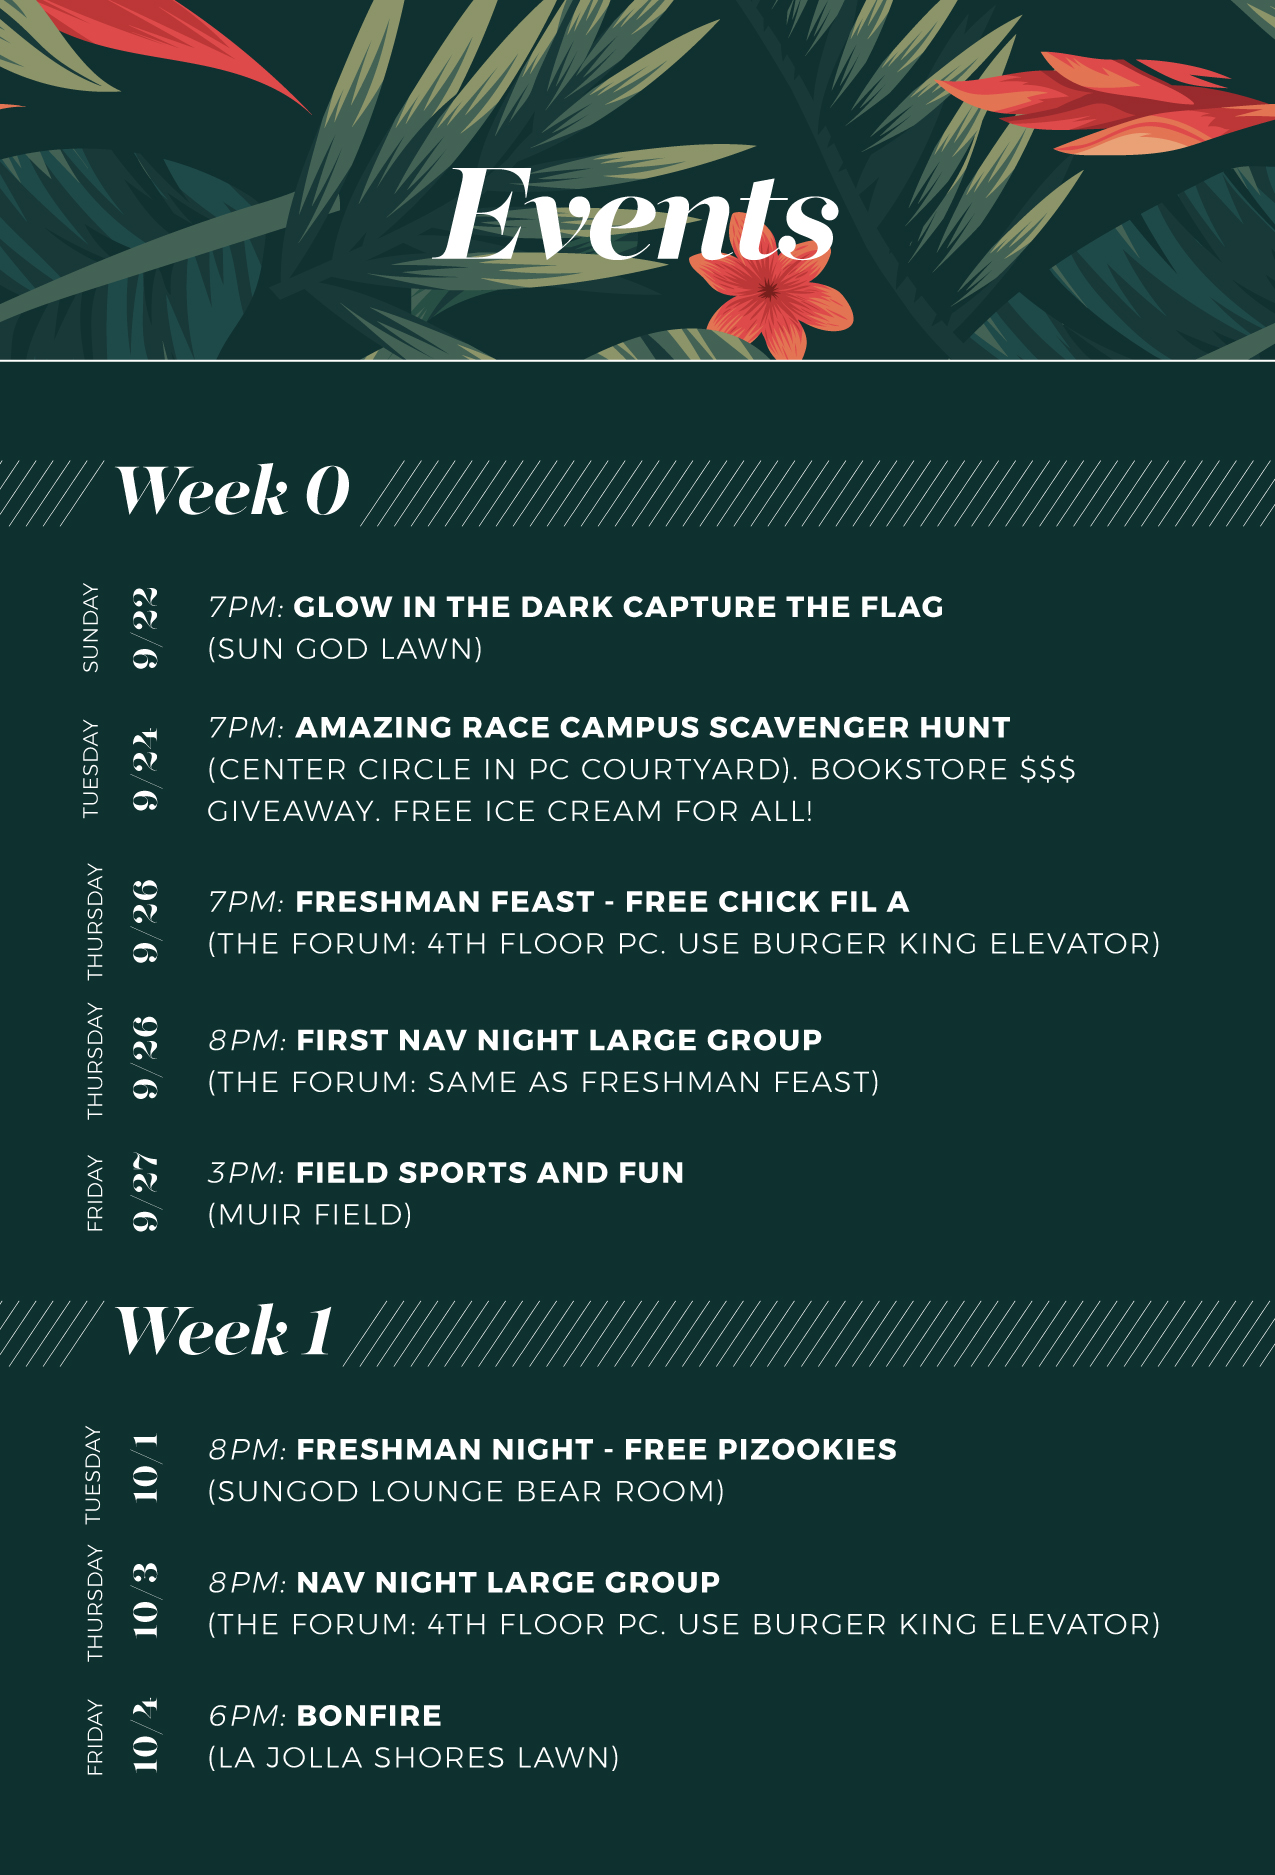 Events
Week 0
SUNDAY
9/22
7PM: GLOW IN THE DARK CAPTURE THE FLAG
(SUN GOD LAWN)
TUESDAY
9/24
7PM: AMAZING RACE CAMPUS SCAVENGER HUNT
(CENTER CIRCLE IN PC COURTYARD). BOOKSTORE $$$
GIVEAWAY. FREE ICE CREAM FOR ALL!
THURSDAY
9/26
7PM: FRESHMAN FEAST - FREE CHICK FIL A
(THE FORUM: 4TH FLOOR PC. USE BURGER KING ELEVATOR)
THURSDAY
9/26
8PM: FIRST NAV NIGHT LARGE GROUP
(THE FORUM: SAME AS FRESHMAN FEAST)
FRIDAY
9/27
3PM: FIELD SPORTS AND FUN
(MUIR FIELD)
Week 1
TUESDAY
10/1
8PM: FRESHMAN NIGHT - FREE PIZOOKIES
(SUNGOD LOUNGE BEAR ROOM)
THURSDAY
10/3
8PM: NAV NIGHT LARGE GROUP
(THE FORUM: 4TH FLOOR PC. USE BURGER KING ELEVATOR)
FRIDAY
10/4
6PM: BONFIRE
(LA JOLLA SHORES LAWN)